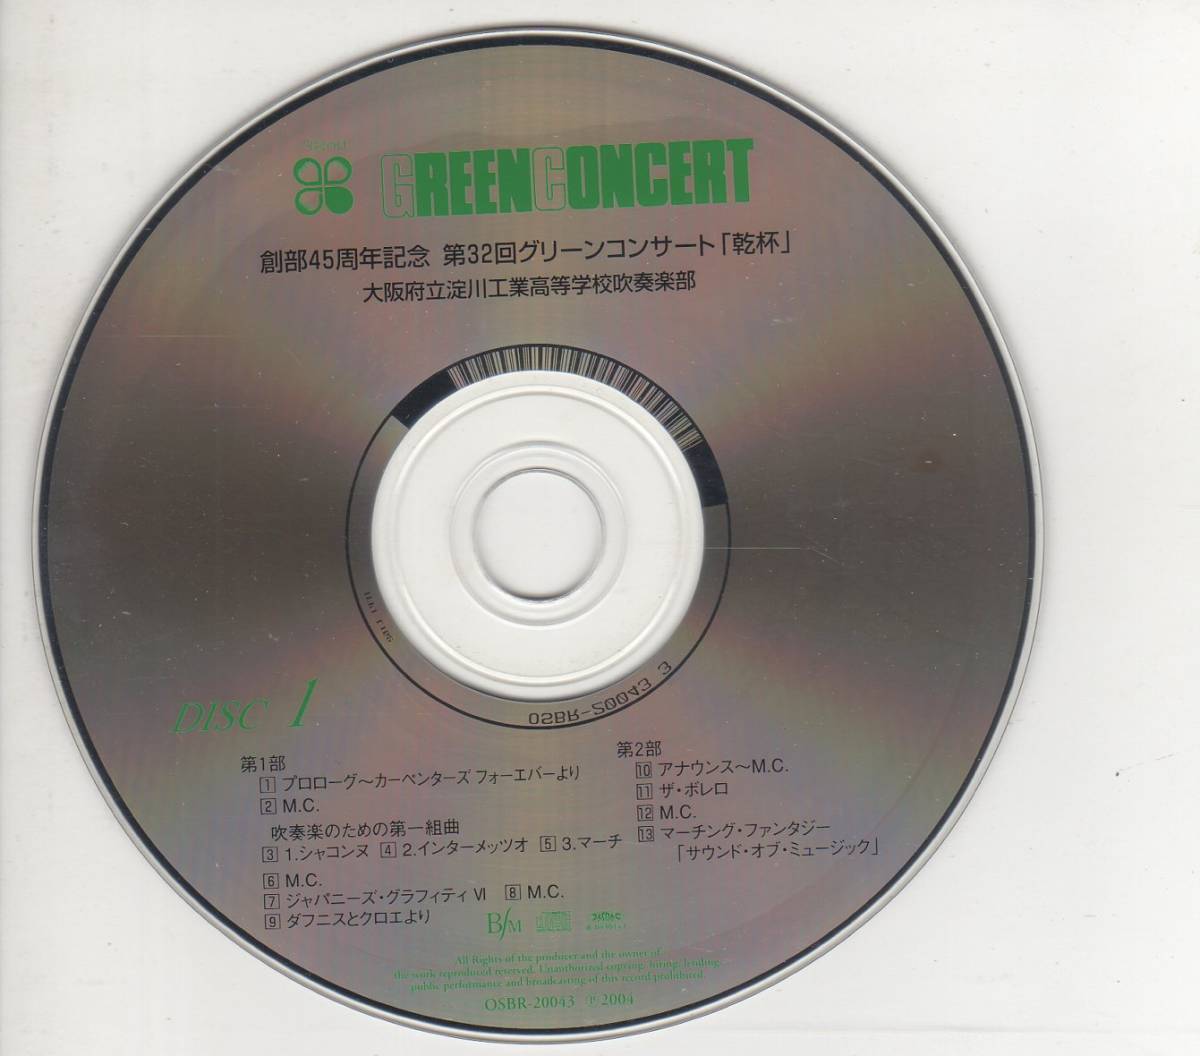 GREENCONCERT
創部45周年記念 第32回グリーンコンサート「乾杯」
大阪府立淀川工業高等学校吹奏楽部
OSBR-20043 3
DISC 1
第1部
1 プロローグ～カーペンターズ フォーエバーより
2 M.C.
吹奏楽のための第一組曲
3 1.シャコンヌ 4 2.インターメッツオ 5 3.マーチ
6 M.C.
7 ジャパニーズ・グラフィティ Ⅵ 8 M.C.
9 ダフニスとクロエより
第2部
10 アナウンス～M.C.
11 ザ・ボレロ
12 M.C.
13 マーチング・ファンタジー
「サウンド・オブ・ミュージック」
BfM
All Rights of the producer and the owner of
the work reproduced reserved. Unauthorized copying, hiring, lending,
public performance and broadcasting of this record prohibited.
OSBR-20043 ℗2004